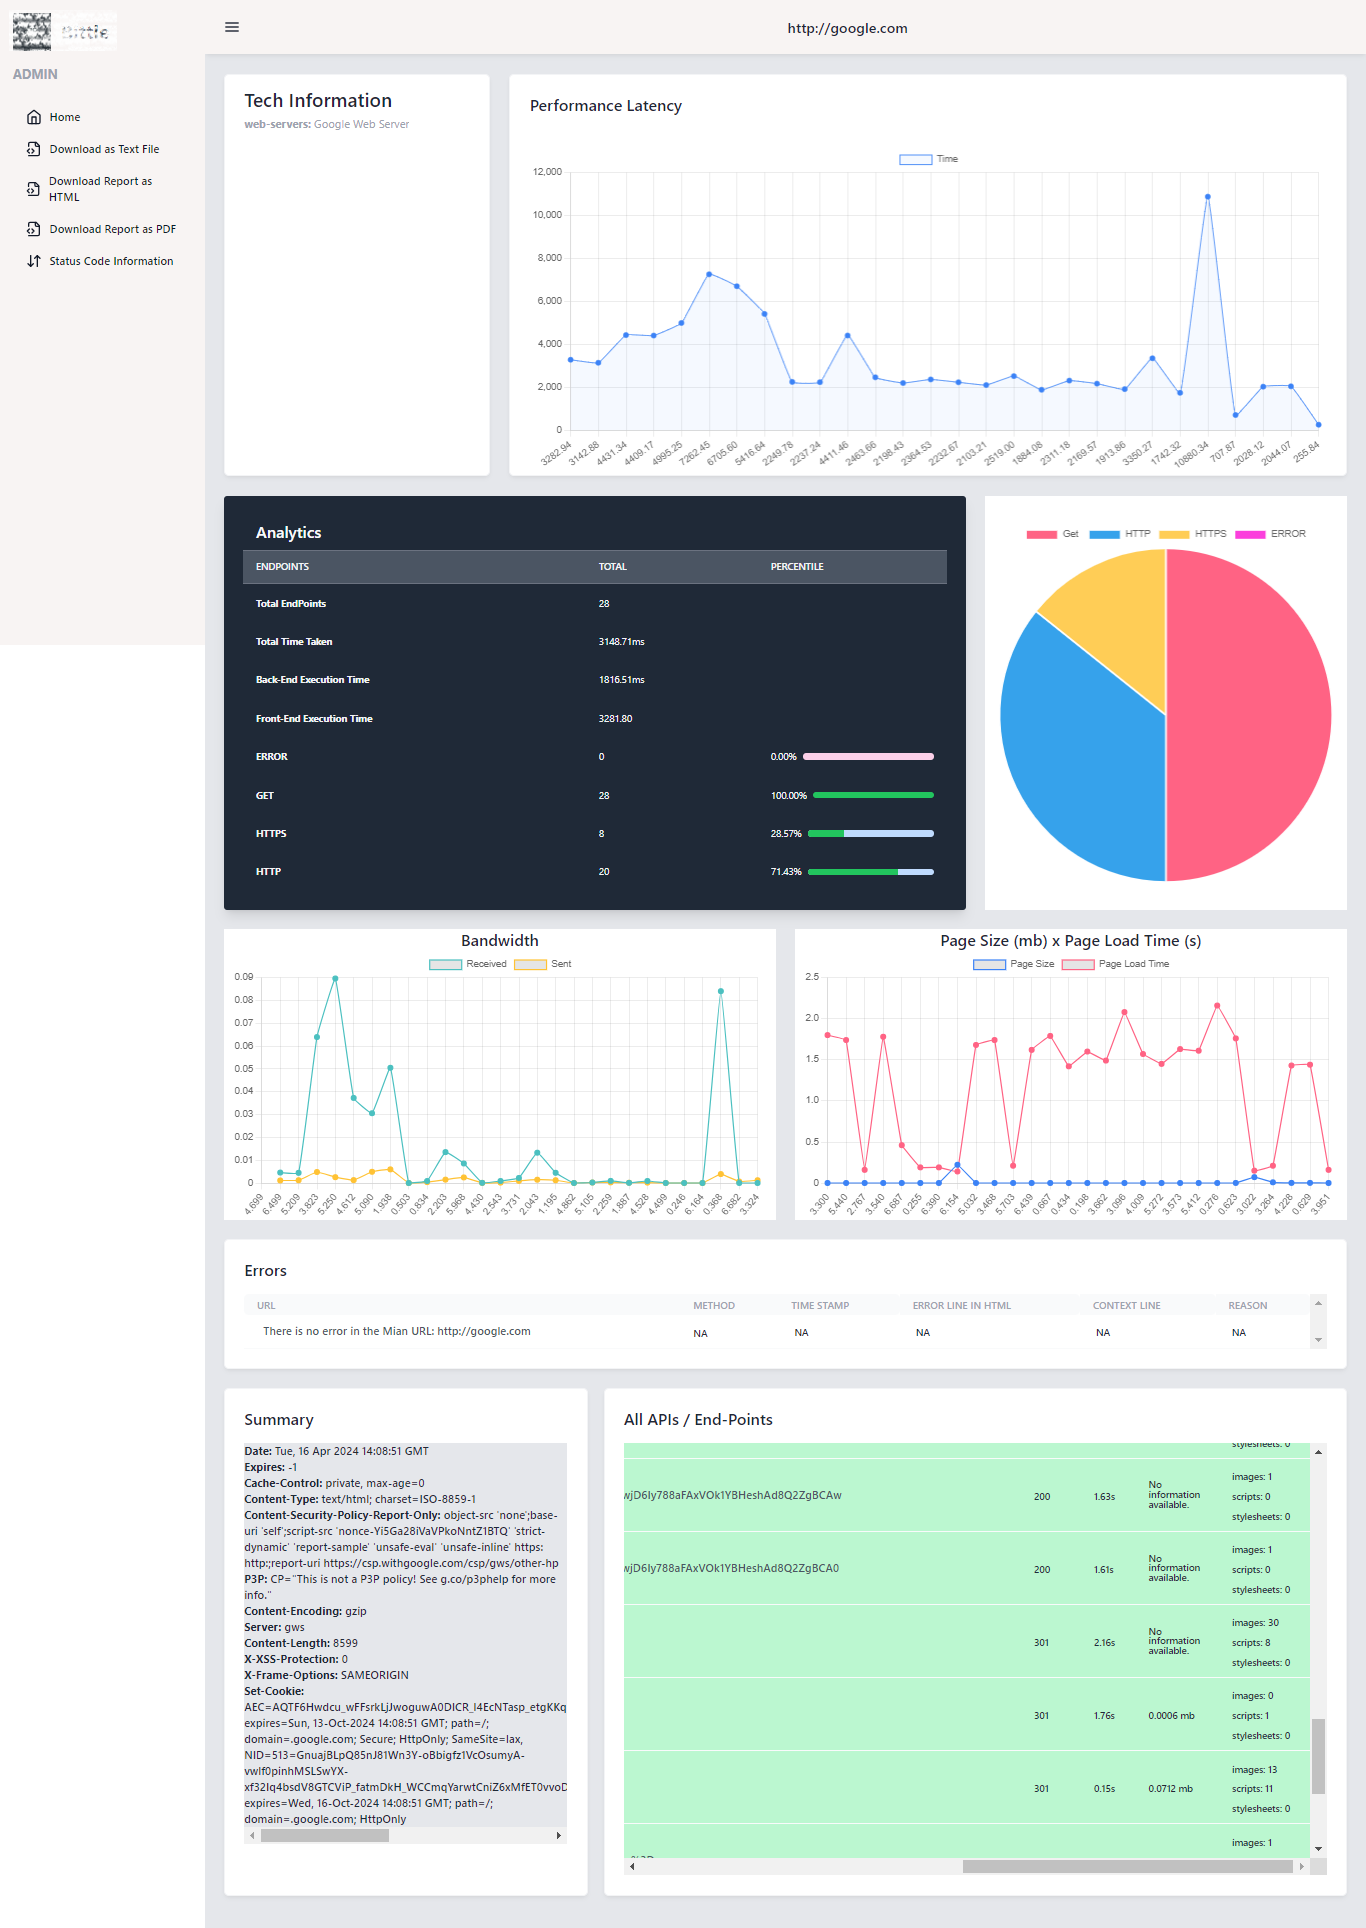 Bittle
ADMIN
Home
Download as Text File
Download Report as
HTML
Download Report as PDF
Status Code Information
http://google.com
Tech Information
web-servers: Google Web Server
Performance Latency
Time
12,000
10,000
8,000
6,000
4,000
2,000
0
3282.94 3142.88 4431.34 4409.17 4995.25 7262.45 6705.60 5416.64 2249.78 2237.24 4411.46 2463.66 2198.43 2364.53 2232.67 2103.21 2519.00 1884.08 2311.18 2169.57 1913.86 3350.27 1742.32 10880.34 707.87 2028.12 2044.07 255.84
Analytics
ENDPOINTS TOTAL PERCENTILE
Total EndPoints 28
Total Time Taken 3148.71ms
Back-End Execution Time 1816.51ms
Front-End Execution Time 3281.80
ERROR 0 0.00%
GET 28 100.00%
HTTPS 8 28.57%
HTTP 20 71.43%
Get HTTP HTTPS ERROR
Bandwidth
Received Sent
0.09
0.08
0.07
0.06
0.05
0.04
0.03
0.02
0.01
0
4.699 6.499 5.209 3.823 5.250 4.612 5.090 1.938 0.503 0.834 2.203 5.968 4.430 2.543 3.731 2.043 1.195 4.862 5.105 2.259 1.887 4.528 4.499 0.246 6.164 0.368 6.682 3.324
Page Size (mb) x Page Load Time (s)
Page Size Page Load Time
2.5
2.0
1.5
1.0
0.5
0
3.300 5.440 2.767 3.540 6.687 0.255 6.390 6.154 5.032 3.468 5.703 6.439 0.667 0.434 0.198 3.662 3.096 4.009 5.272 3.573 5.412 0.276 0.623 3.022 3.264 4.228 0.629 3.951
Errors
URL METHOD TIME STAMP ERROR LINE IN HTML CONTEXT LINE REASON
There is no error in the Mian URL: http://google.com NA NA NA NA NA
Summary
Date: Tue, 16 Apr 2024 14:08:51 GMT
Expires: -1
Cache-Control: private, max-age=0
Content-Type: text/html; charset=ISO-8859-1
Content-Security-Policy-Report-Only: object-src 'none';base-
uri 'self';script-src 'nonce-Yi5Ga28iVaVPkoNntZ1BTQ' 'strict-
dynamic' 'report-sample' 'unsafe-eval' 'unsafe-inline' https:
http:;report-uri https://csp.withgoogle.com/csp/gws/other-hp
P3P: CP="This is not a P3P policy! See g.co/p3phelp for more
info."
Content-Encoding: gzip
Server: gws
Content-Length: 8599
X-XSS-Protection: 0
X-Frame-Options: SAMEORIGIN
Set-Cookie:
AEC=AQTF6Hwdcu_wFFsrkLjJwoguwA0DICR_I4EcNTasp_etgKKq
expires=Sun, 13-Oct-2024 14:08:51 GMT; path=/;
domain=.google.com; Secure; HttpOnly; SameSite=lax,
NID=513=GnuajBLpQ85nJ81Wn3Y-oBbigfz1VcOsumyA-
vwlf0pinhMSLSwYX-
xf32Iq4bsdV8GTCViP_fatmDkH_WCCmqYarwtCniZ6xMfET0vvoD
expires=Wed, 16-Oct-2024 14:08:51 GMT; path=/;
domain=.google.com; HttpOnly
All APIs / End-Points
stylesheets: 0
wjD6Iy788aFAxVOk1YBHeshAd8Q2ZgBCAw 200 1.63s No information available. images: 1
scripts: 0
stylesheets: 0
wjD6Iy788aFAxVOk1YBHeshAd8Q2ZgBCA0 200 1.61s No information available. images: 1
scripts: 0
stylesheets: 0
301 2.16s No information available. images: 30
scripts: 8
stylesheets: 0
301 1.76s 0.0006 mb images: 0
scripts: 1
stylesheets: 0
301 0.15s 0.0712 mb images: 13
scripts: 11
stylesheets: 0
images: 1